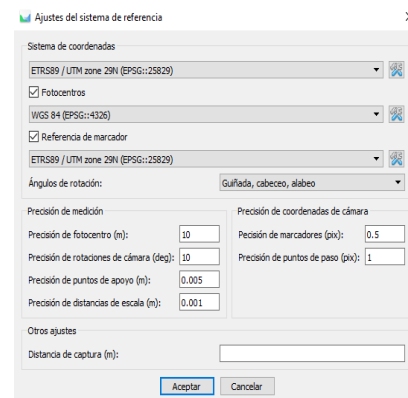 Ajustes del sistema de referencia
Sistema de coordenadas
ETRS89 / UTM zone 29N (EPSG::25829)
Fotocentros
WGS 84 (EPSG::4326)
Referencia de marcador
ETRS89 / UTM zone 29N (EPSG::25829)
Ángulos de rotación: Guiñada, cabeceo, alabeo
Precisión de medición
Precisión de fotocentro (m): 10
Precisión de rotaciones de cámara (deg): 10
Precisión de puntos de apoyo (m): 0.005
Precisión de distancias de escala (m): 0.001
Precisión de coordenadas de cámara
Pecisión de marcadores (pix): 0.5
Precisión de puntos de paso (pix): 1
Otros ajustes
Distancia de captura (m):
Aceptar Cancelar